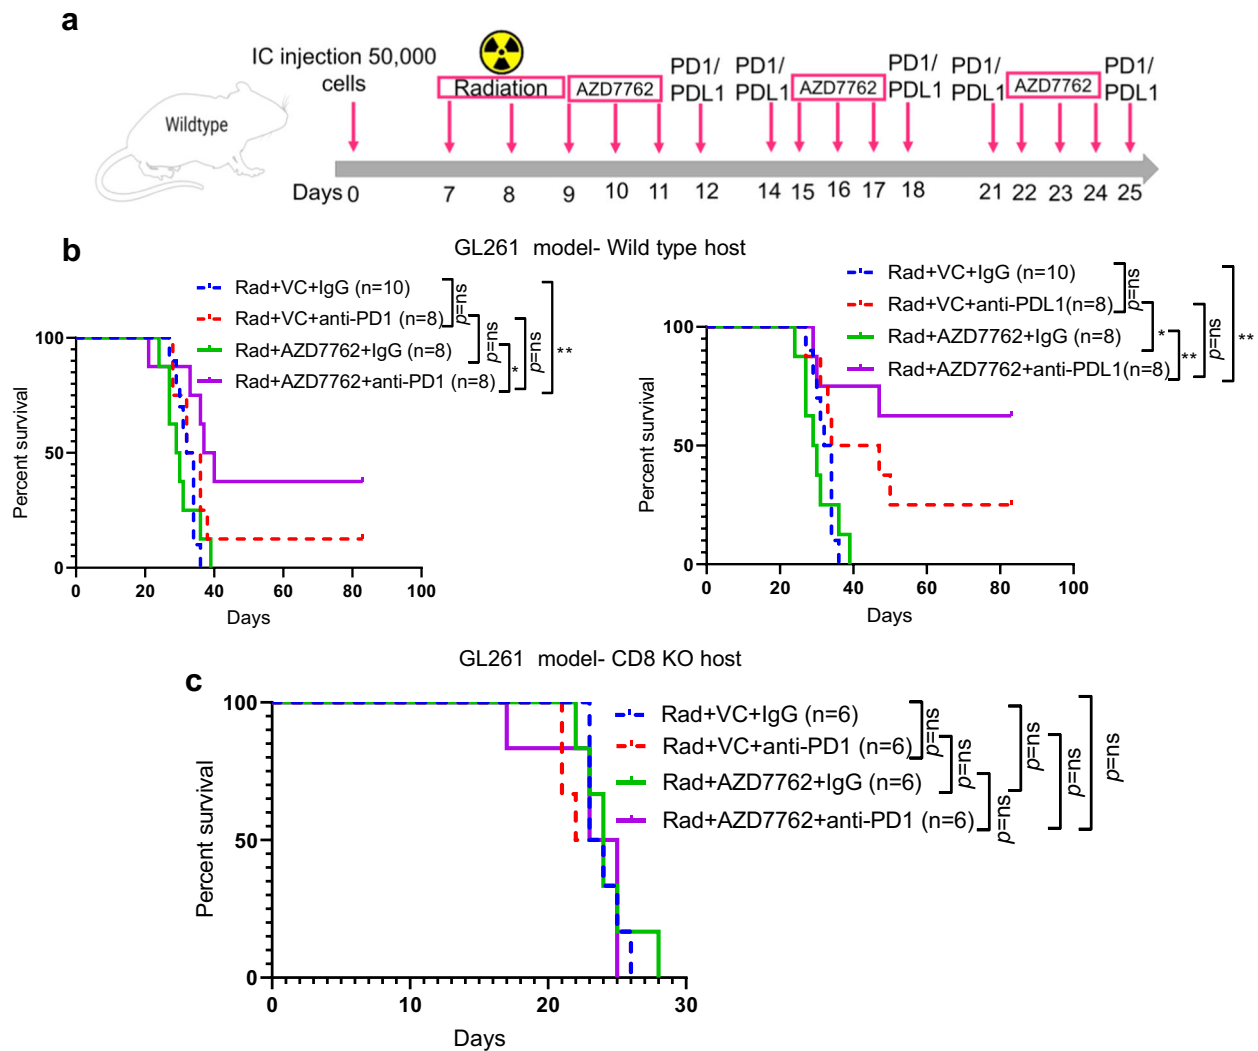 a
IC injection 50,000
cells
Wildtype
Radiation
AZD7762
PD1/
PDL1
PD1/
PDL1
AZD7762
PD1/
PDL1
PD1/
PDL1
AZD7762
PD1/
PDL1
Days 0 7 8 9 10 11 12 14 15 16 17 18 21 22 23 24 25
b
GL261 model- Wild type host
Rad+VC+IgG (n=10)
Rad+VC+anti-PD1 (n=8)
Rad+AZD7762+IgG (n=8)
Rad+AZD7762+anti-PD1 (n=8)
p=ns
p=ns
*
p=ns
**
Percent survival
100
50
0
0 20 40 60 80 100
Days
Rad+VC+IgG (n=10)
Rad+VC+anti-PDL1(n=8)
Rad+AZD7762+IgG (n=8)
Rad+AZD7762+anti-PDL1(n=8)
p=ns
*
**
p=ns
**
Percent survival
100
50
0
0 20 40 60 80 100
Days
GL261 model- CD8 KO host
c
Rad+VC+IgG (n=6)
Rad+VC+anti-PD1 (n=6)
Rad+AZD7762+IgG (n=6)
Rad+AZD7762+anti-PD1 (n=6)
p=ns
p=ns
p=ns
p=ns
p=ns
p=ns
Percent survival
100
50
0
0 10 20 30
Days